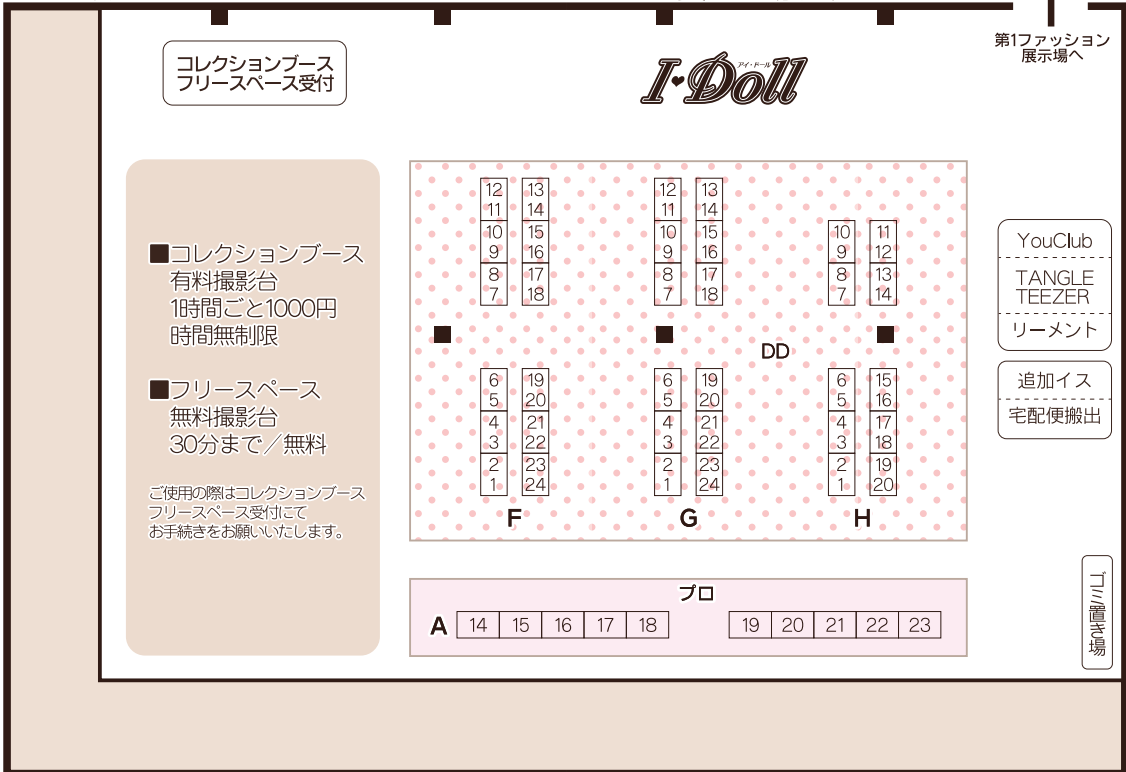 第1ファッション
展示場へ
コレクションブース
フリースペース受付
アイ・ドール
I♥Doll
■コレクションブース
有料撮影台
1時間ごと1000円
時間無制限
■フリースペース
無料撮影台
30分まで／無料
ご使用の際はコレクションブース
フリースペース受付にて
お手続きをお願いいたします。
12 13
11 14
10 15
9 16
8 17
7 18
6 19
5 20
4 21
3 22
2 23
1 24
F
12 13
11 14
10 15
9 16
8 17
7 18
6 19
5 20
4 21
3 22
2 23
1 24
G
DD
10 11
9 12
8 13
7 14
6 15
5 16
4 17
3 18
2 19
1 20
H
YouClub
TANGLE
TEEZER
リーメント
追加イス
宅配便搬出
ゴミ置き場
プロ
A 14 15 16 17 18 19 20 21 22 23